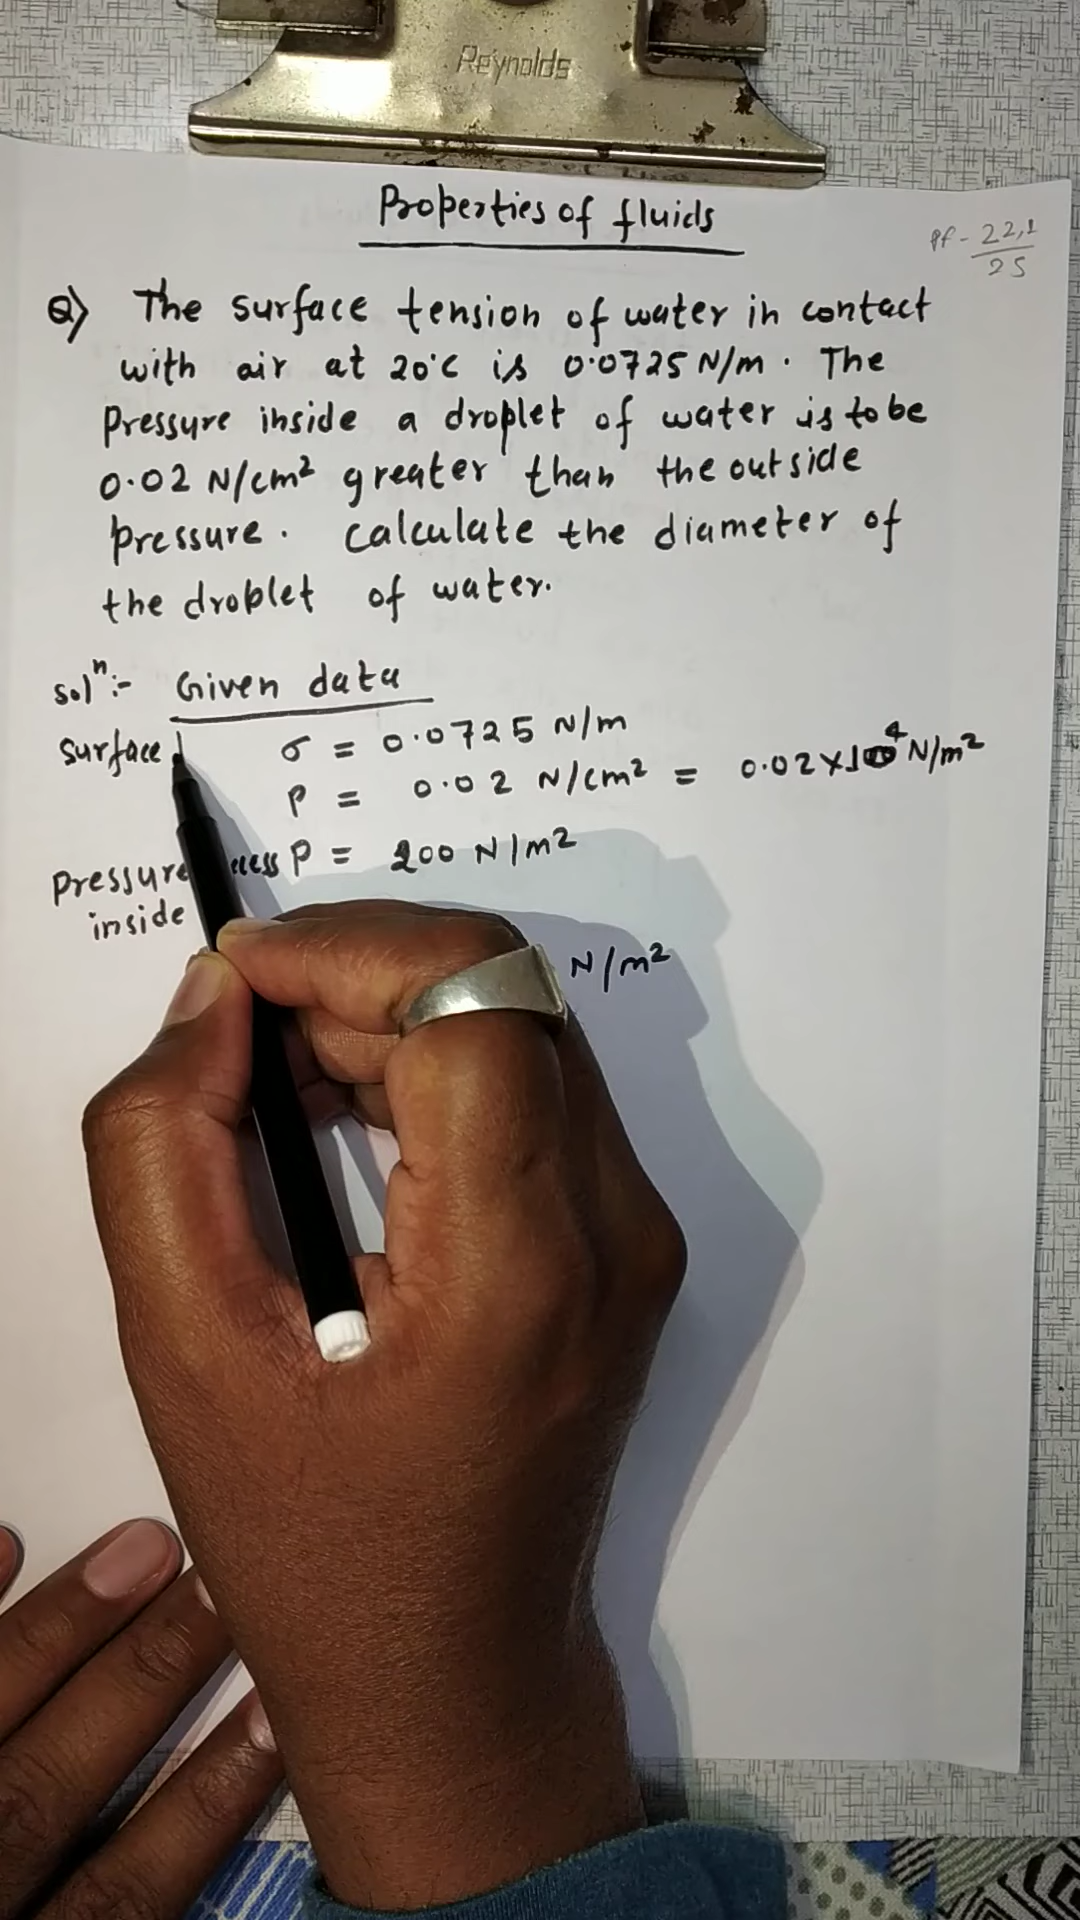 Reynolds
Properties of fluids
Pf - 22,1
25
Q) The surface tension of water in contact
with air at 20°C is 0.0725 N/m. The
pressure inside a droplet of water is to be
0.02 N/cm² greater than the outside
pressure. Calculate the diameter of
the droplet of water.
Solⁿ:- Given data
surface σ = 0.0725 N/m
P = 0.02 N/cm² = 0.02×10⁴ N/m²
pressure P = 200 N/m²
inside
N/m²